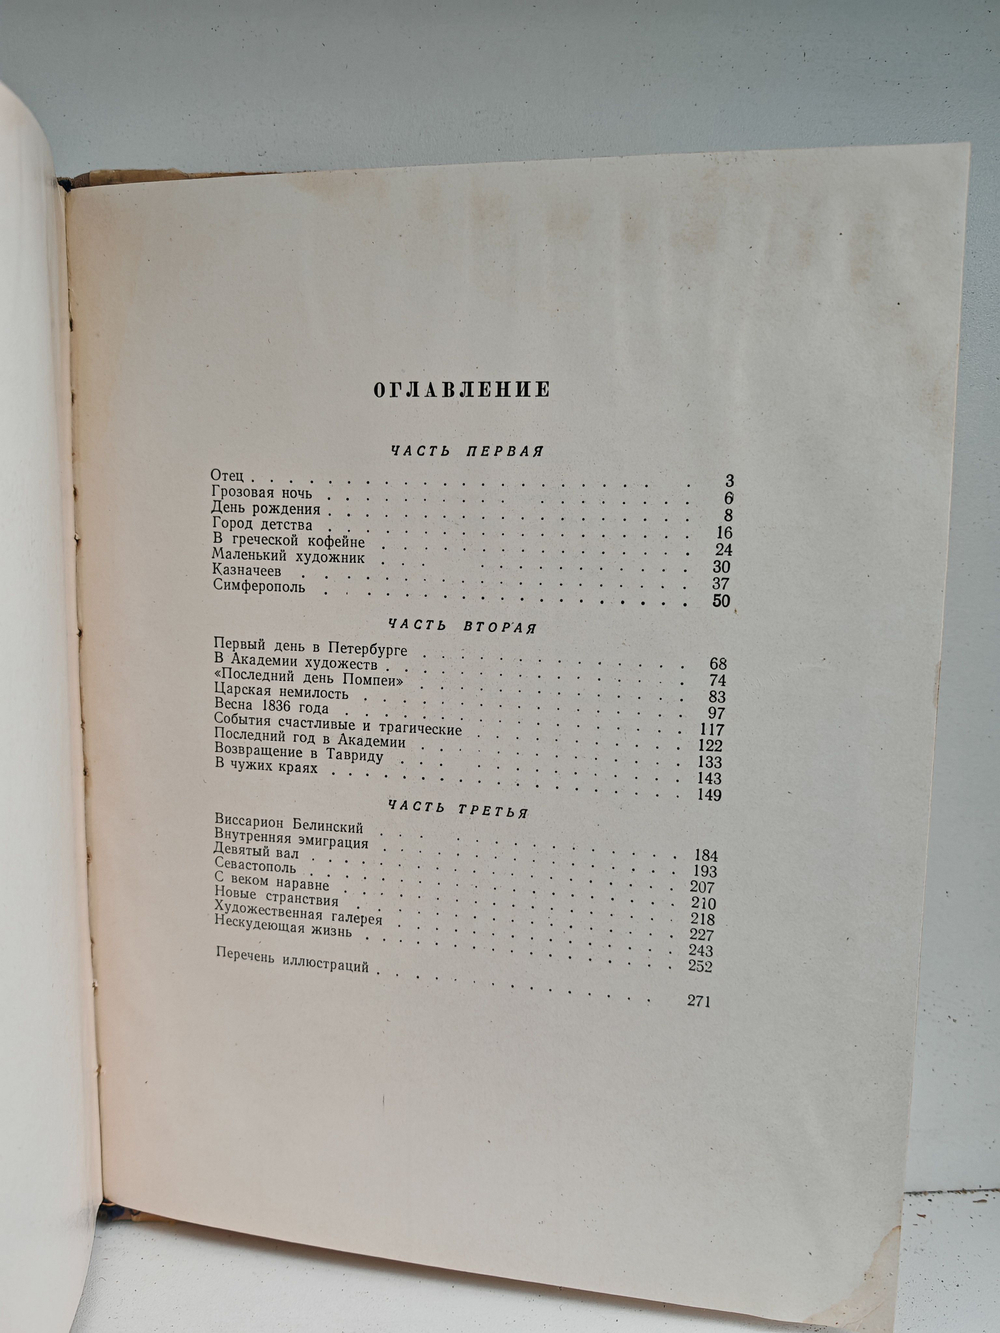 ОГЛАВЛЕНИЕ
ЧАСТЬ ПЕРВАЯ
Отец . . . . . . . . . . . . . . . . . . 3
Грозовая ночь . . . . . . . . . . . . . . . 6
День рождения . . . . . . . . . . . . . . . 8
Город детства . . . . . . . . . . . . . . . 16
В греческой кофейне . . . . . . . . . . . . . 24
Маленький художник . . . . . . . . . . . . . 30
Казначеев . . . . . . . . . . . . . . . . 37
Симферополь . . . . . . . . . . . . . . . 50
ЧАСТЬ ВТОРАЯ
Первый день в Петербурге . . . . . . . . . . . 68
В Академии художеств . . . . . . . . . . . . 74
«Последний день Помпеи» . . . . . . . . . . . 83
Царская немилость . . . . . . . . . . . . . 97
Весна 1836 года . . . . . . . . . . . . . . 117
События счастливые и трагические . . . . . . . . 122
Последний год в Академии . . . . . . . . . . . 133
Возвращение в Тавриду . . . . . . . . . . . . 143
В чужих краях . . . . . . . . . . . . . . 149
ЧАСТЬ ТРЕТЬЯ
Виссарион Белинский . . . . . . . . . . . . 184
Внутренняя эмиграция . . . . . . . . . . . . 193
Девятый вал . . . . . . . . . . . . . . . 207
Севастополь . . . . . . . . . . . . . . . 210
С веком наравне . . . . . . . . . . . . . . 218
Новые странствия . . . . . . . . . . . . . 227
Художественная галерея . . . . . . . . . . . 243
Нескудеющая жизнь . . . . . . . . . . . . . 252
Перечень иллюстраций . . . . . . . . . . . . 271